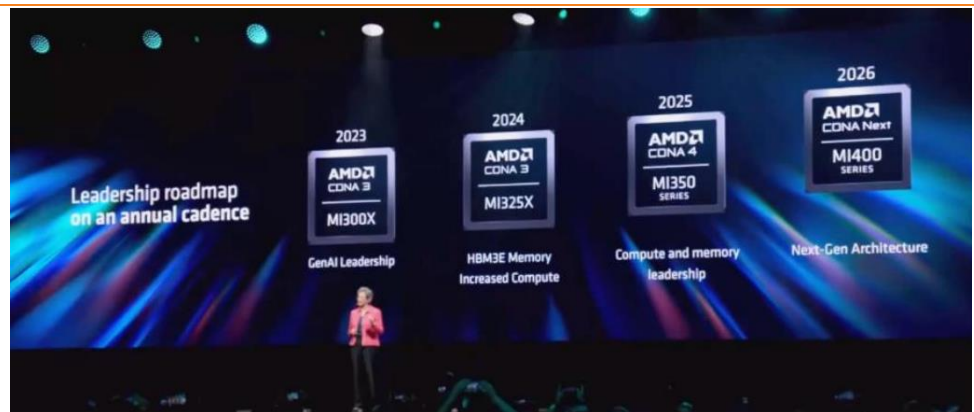 Leadership roadmap
on an annual cadence
2023
AMD
CDNA 3
MI300X
GenAI Leadership
2024
AMD
CDNA 3
MI325X
HBM3E Memory
Increased Compute
2025
AMD
CDNA 4
MI350
SERIES
Compute and memory
leadership
2026
AMD
CDNA Next
MI400
SERIES
Next-Gen Architecture